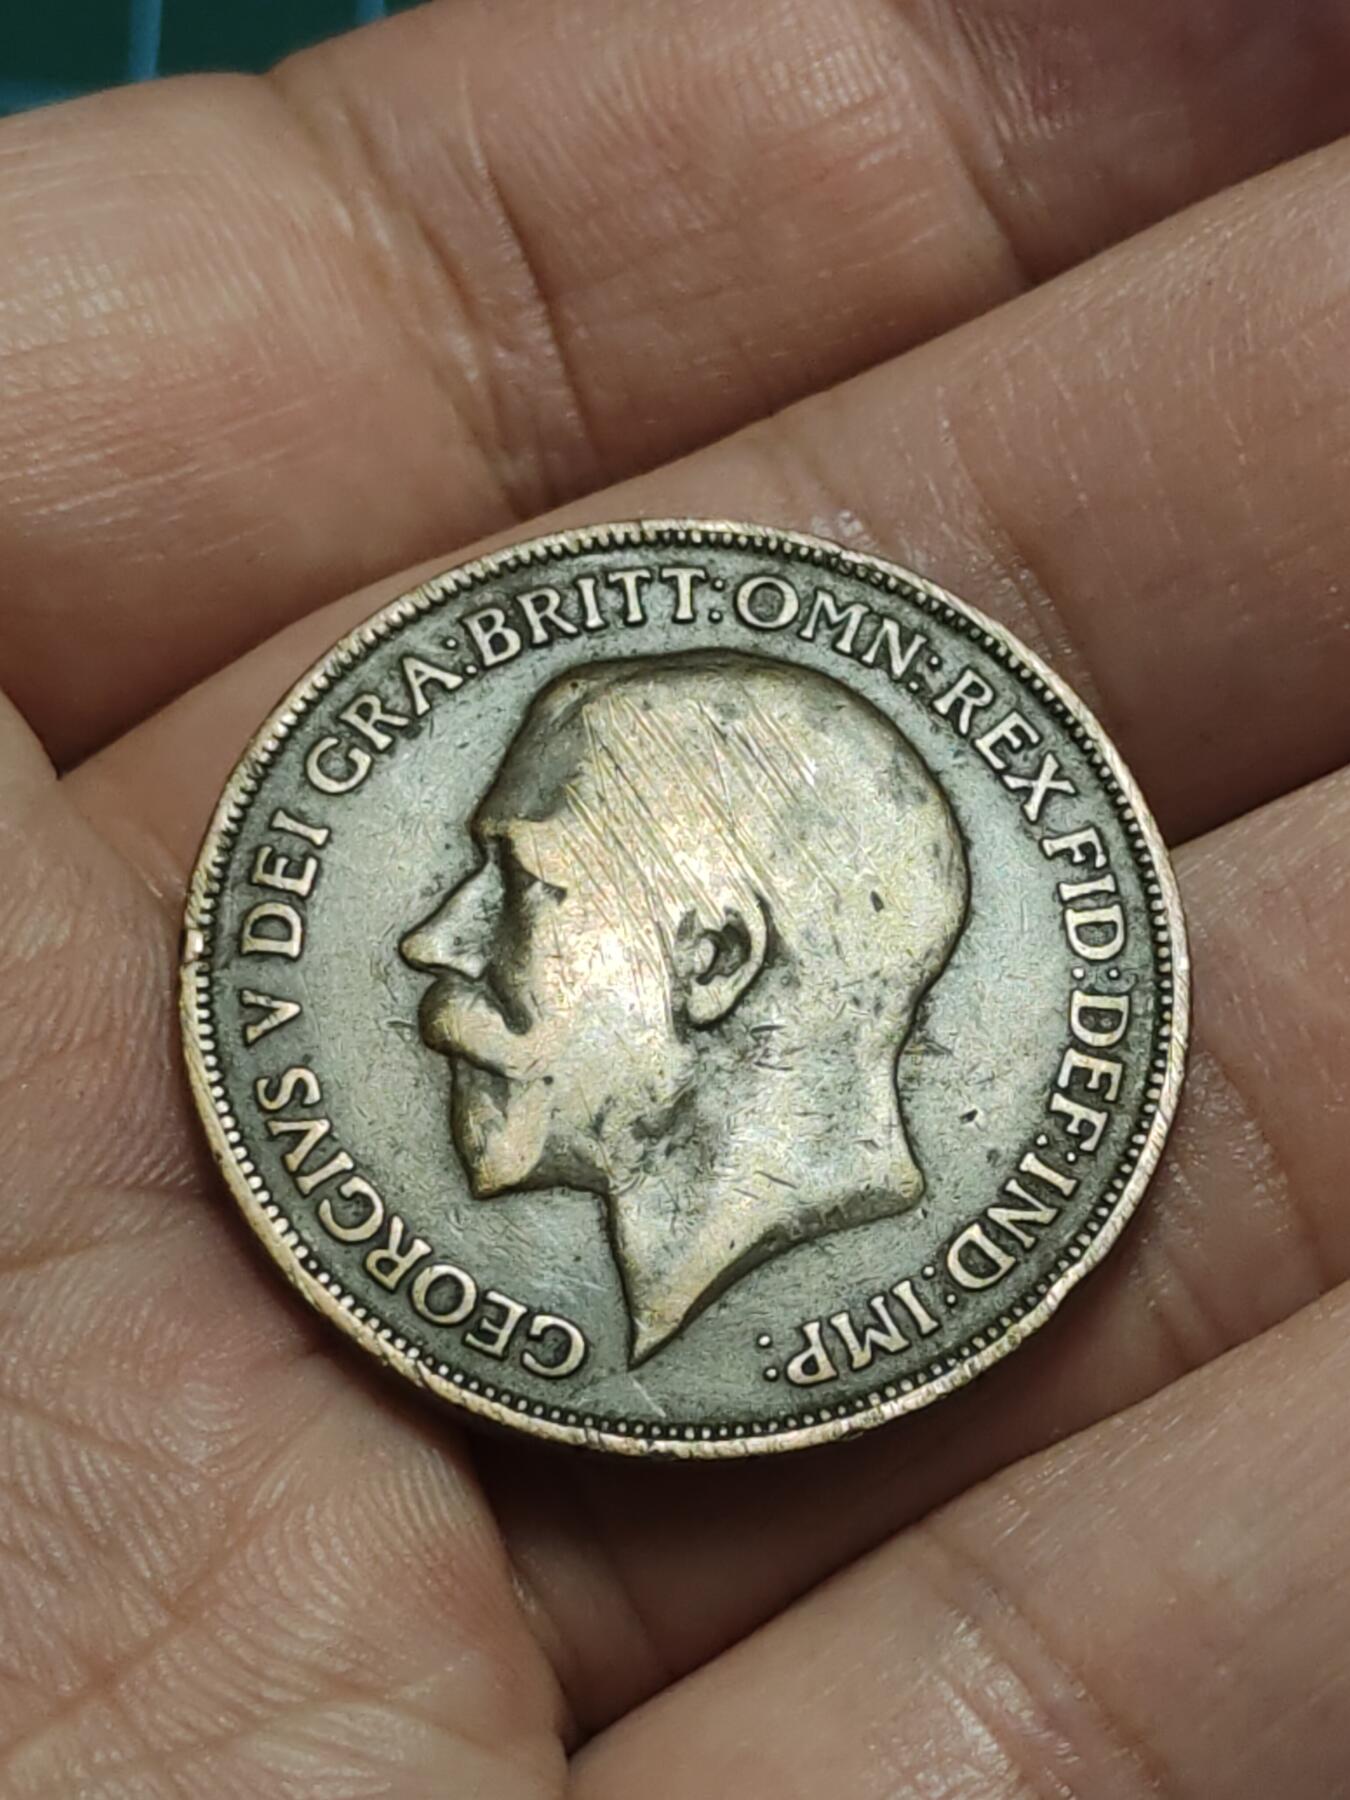 GEORGIVS V DEI GRA:BRITT:OMN:REX FID:DEF:IND:IMP: